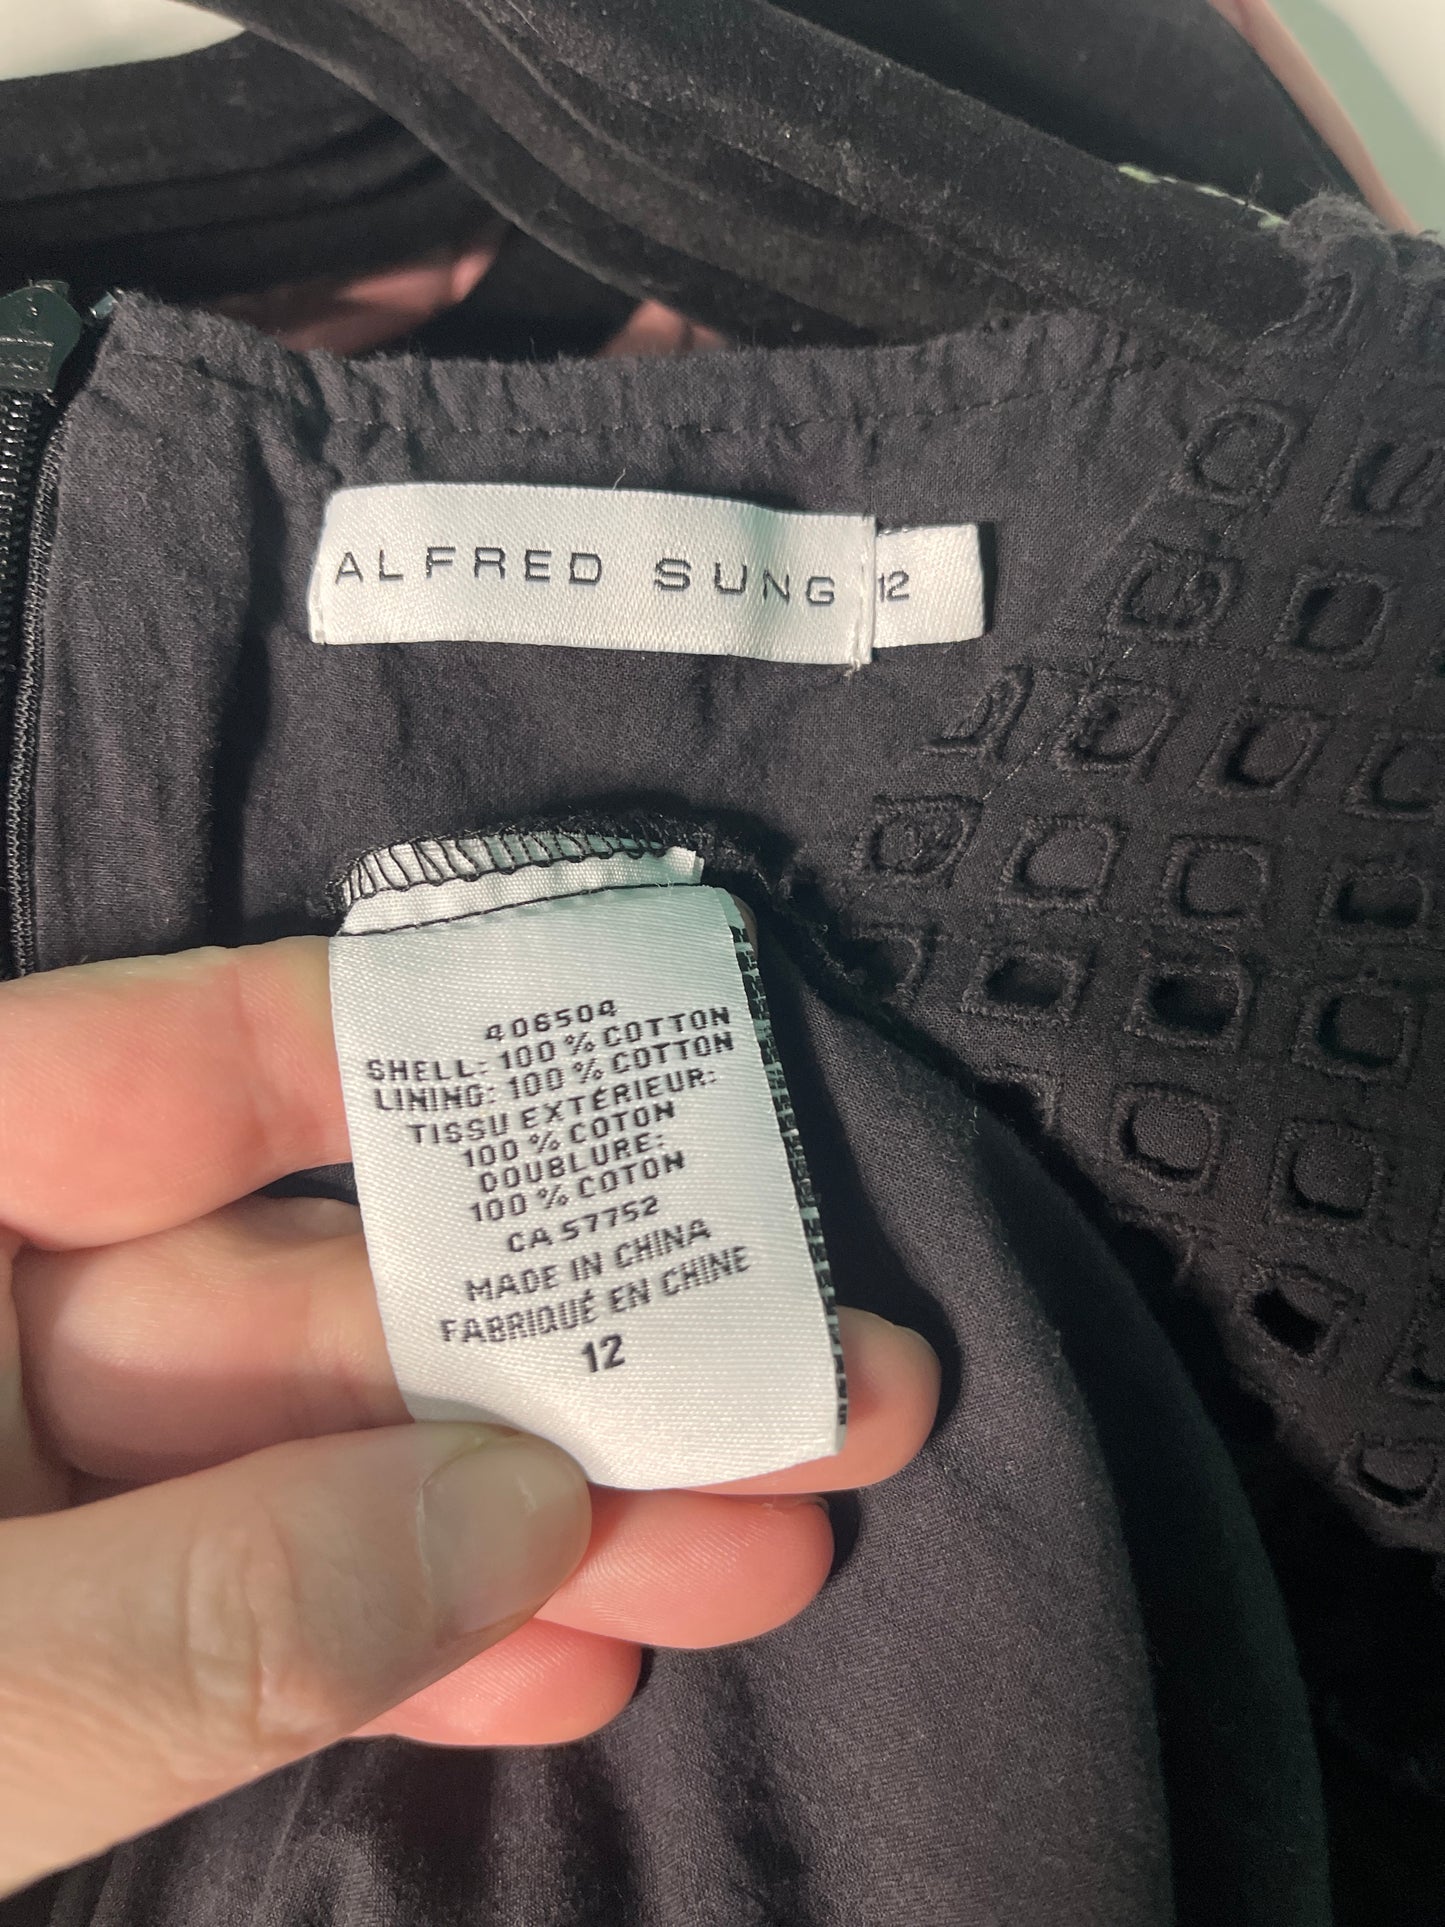 ALFRED SUNG
12
406504
SHELL: 100 % COTTON
LINING: 100 % COTTON
TISSU EXTÉRIEUR:
100 % COTON
DOUBLURE:
100 % COTON
CA 57752
MADE IN CHINA
FABRIQUÉ EN CHINE
12